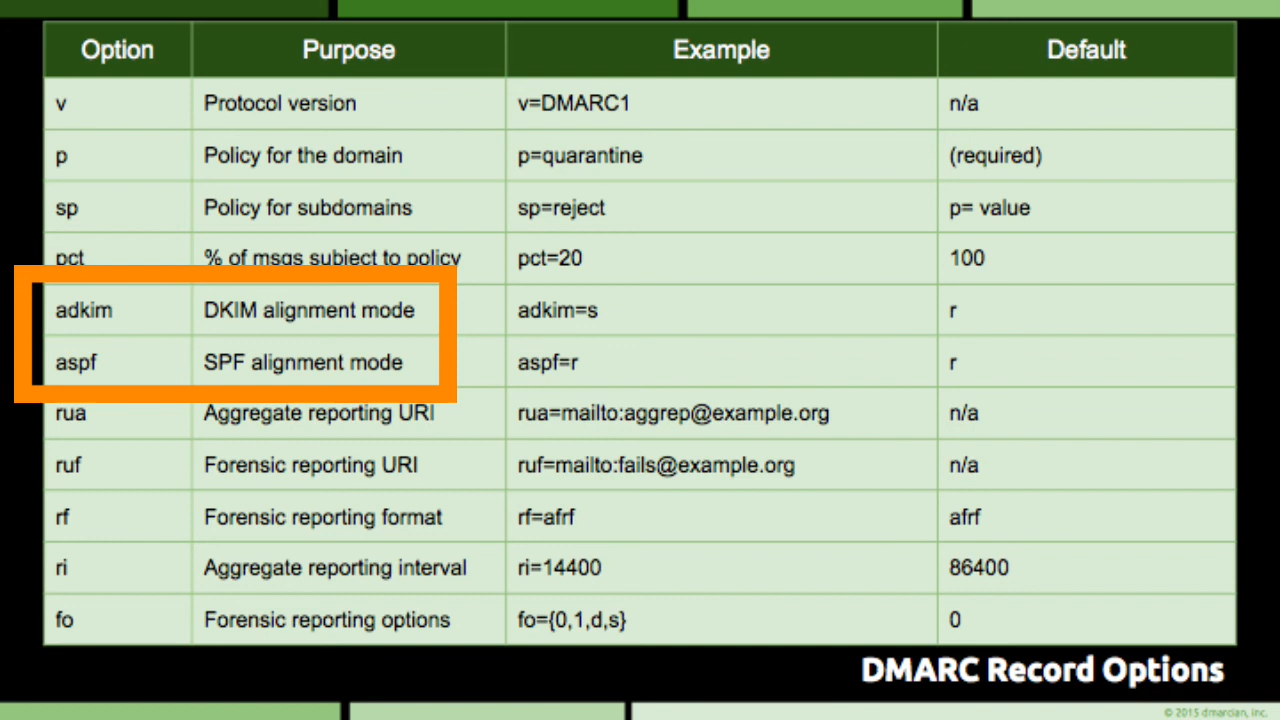 Option Purpose Example Default
v Protocol version v=DMARC1 n/a
p Policy for the domain p=quarantine (required)
sp Policy for subdomains sp=reject p= value
pct % of msgs subject to policy pct=20 100
adkim DKIM alignment mode adkim=s r
aspf SPF alignment mode aspf=r r
rua Aggregate reporting URI rua=mailto:aggrep@example.org n/a
ruf Forensic reporting URI ruf=mailto:fails@example.org n/a
rf Forensic reporting format rf=afrf afrf
ri Aggregate reporting interval ri=14400 86400
fo Forensic reporting options fo={0,1,d,s} 0
DMARC Record Options
© 2015 dmarcian, inc.